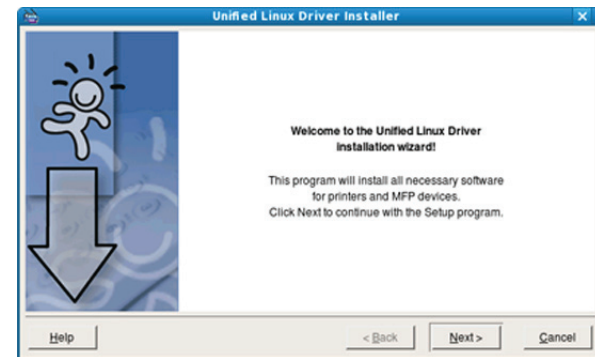 Unified Linux Driver Installer
Welcome to the Unified Linux Driver
installation wizard!
This program will install all necessary software
for printers and MFP devices.
Click Next to continue with the Setup program.
Help
< Back
Next >
Cancel